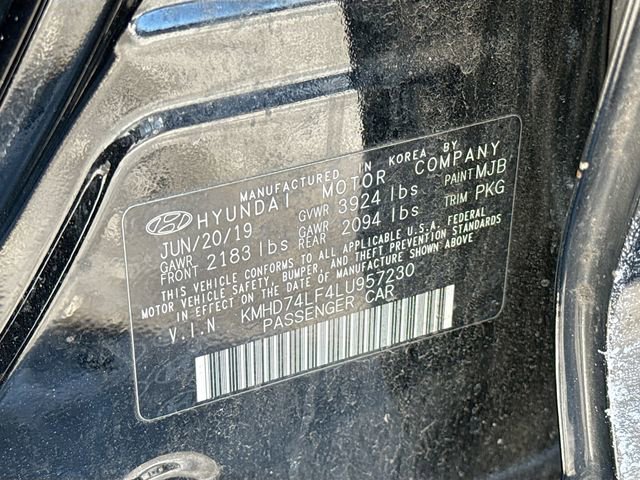 MANUFACTURED IN KOREA BY
HYUNDAI MOTOR COMPANY
JUN/20/19 GVWR 3924 lbs PAINT MJB
GAWR FRONT 2183 lbs GAWR REAR 2094 lbs TRIM PKG
THIS VEHICLE CONFORMS TO ALL APPLICABLE U.S.A. FEDERAL
MOTOR VEHICLE SAFETY, BUMPER, AND THEFT PREVENTION STANDARDS
IN EFFECT ON THE DATE OF MANUFACTURE SHOWN ABOVE
V.I.N KMHD74LF4LU957230
PASSENGER CAR